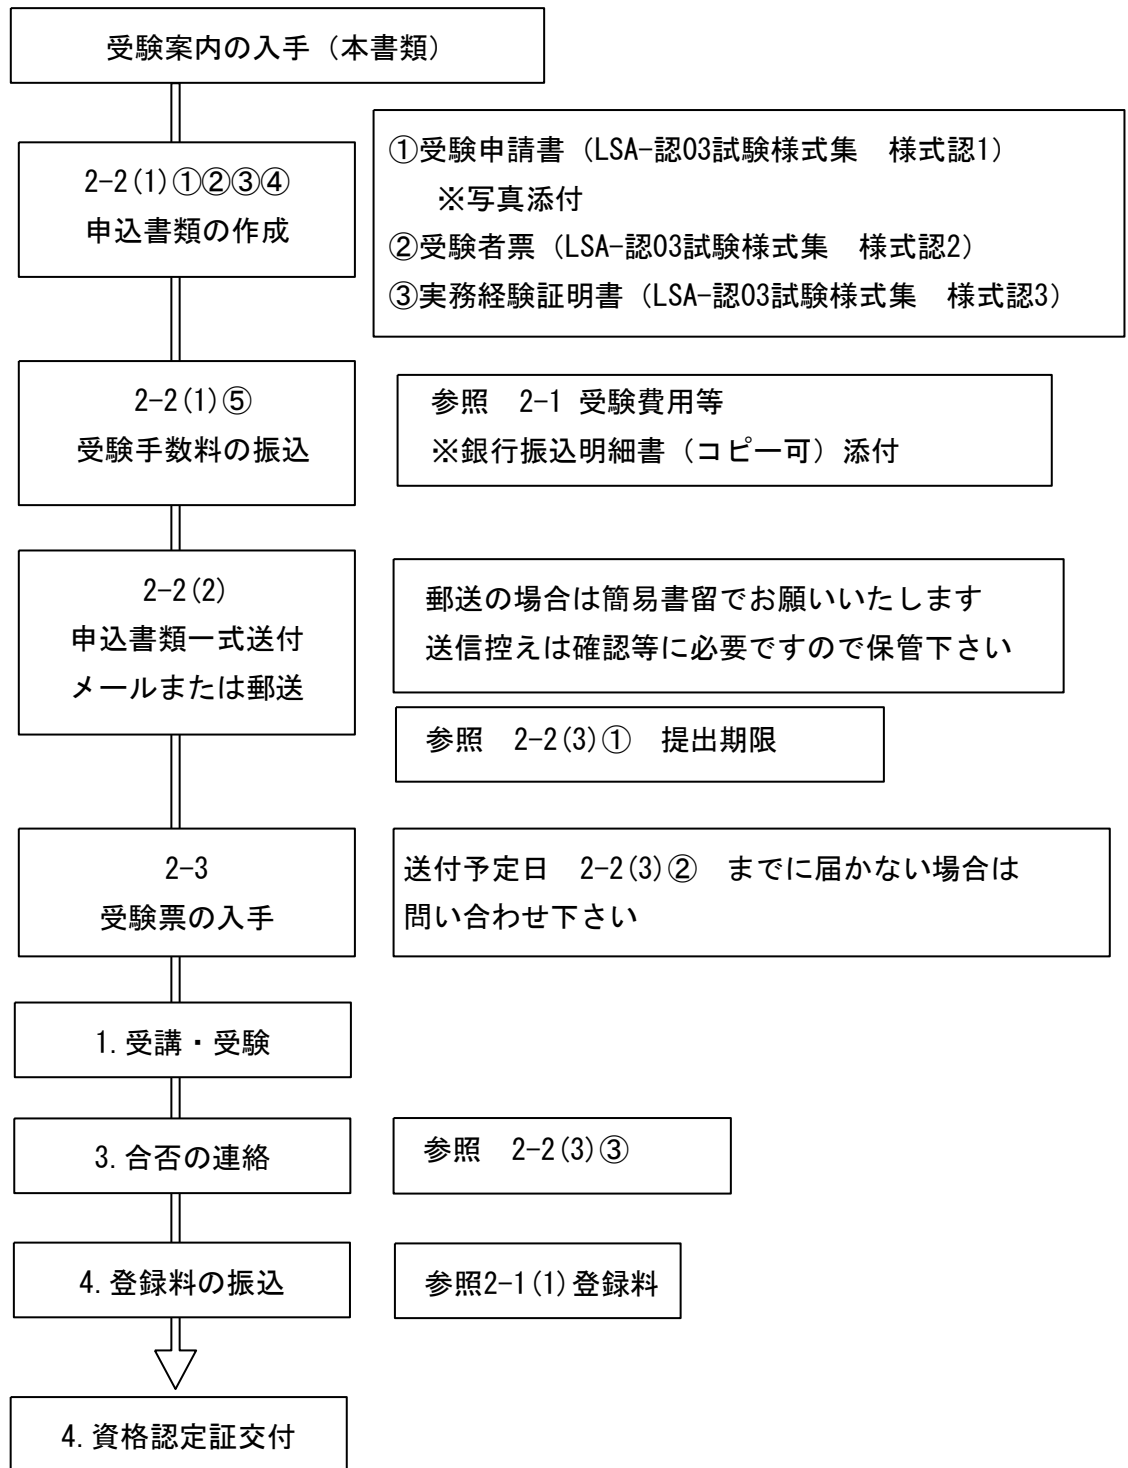 受験案内の入手（本書類）
2-2(1)①②③④
申込書類の作成
①受験申請書（LSA-認03試験様式集　様式認1）
※写真添付
②受験者票（LSA-認03試験様式集　様式認2）
③実務経験証明書（LSA-認03試験様式集　様式認3）
2-2(1)⑤
受験手数料の振込
参照　2-1 受験費用等
※銀行振込明細書（コピー可）添付
2-2(2)
申込書類一式送付
メールまたは郵送
郵送の場合は簡易書留でお願いいたします
送信控えは確認等に必要ですので保管下さい
参照　2-2(3)①　提出期限
2-3
受験票の入手
送付予定日　2-2(3)②　までに届かない場合は
問い合わせ下さい
1.受講・受験
3.合否の連絡
参照　2-2(3)③
4.登録料の振込
参照2-1(1)登録料
4.資格認定証交付